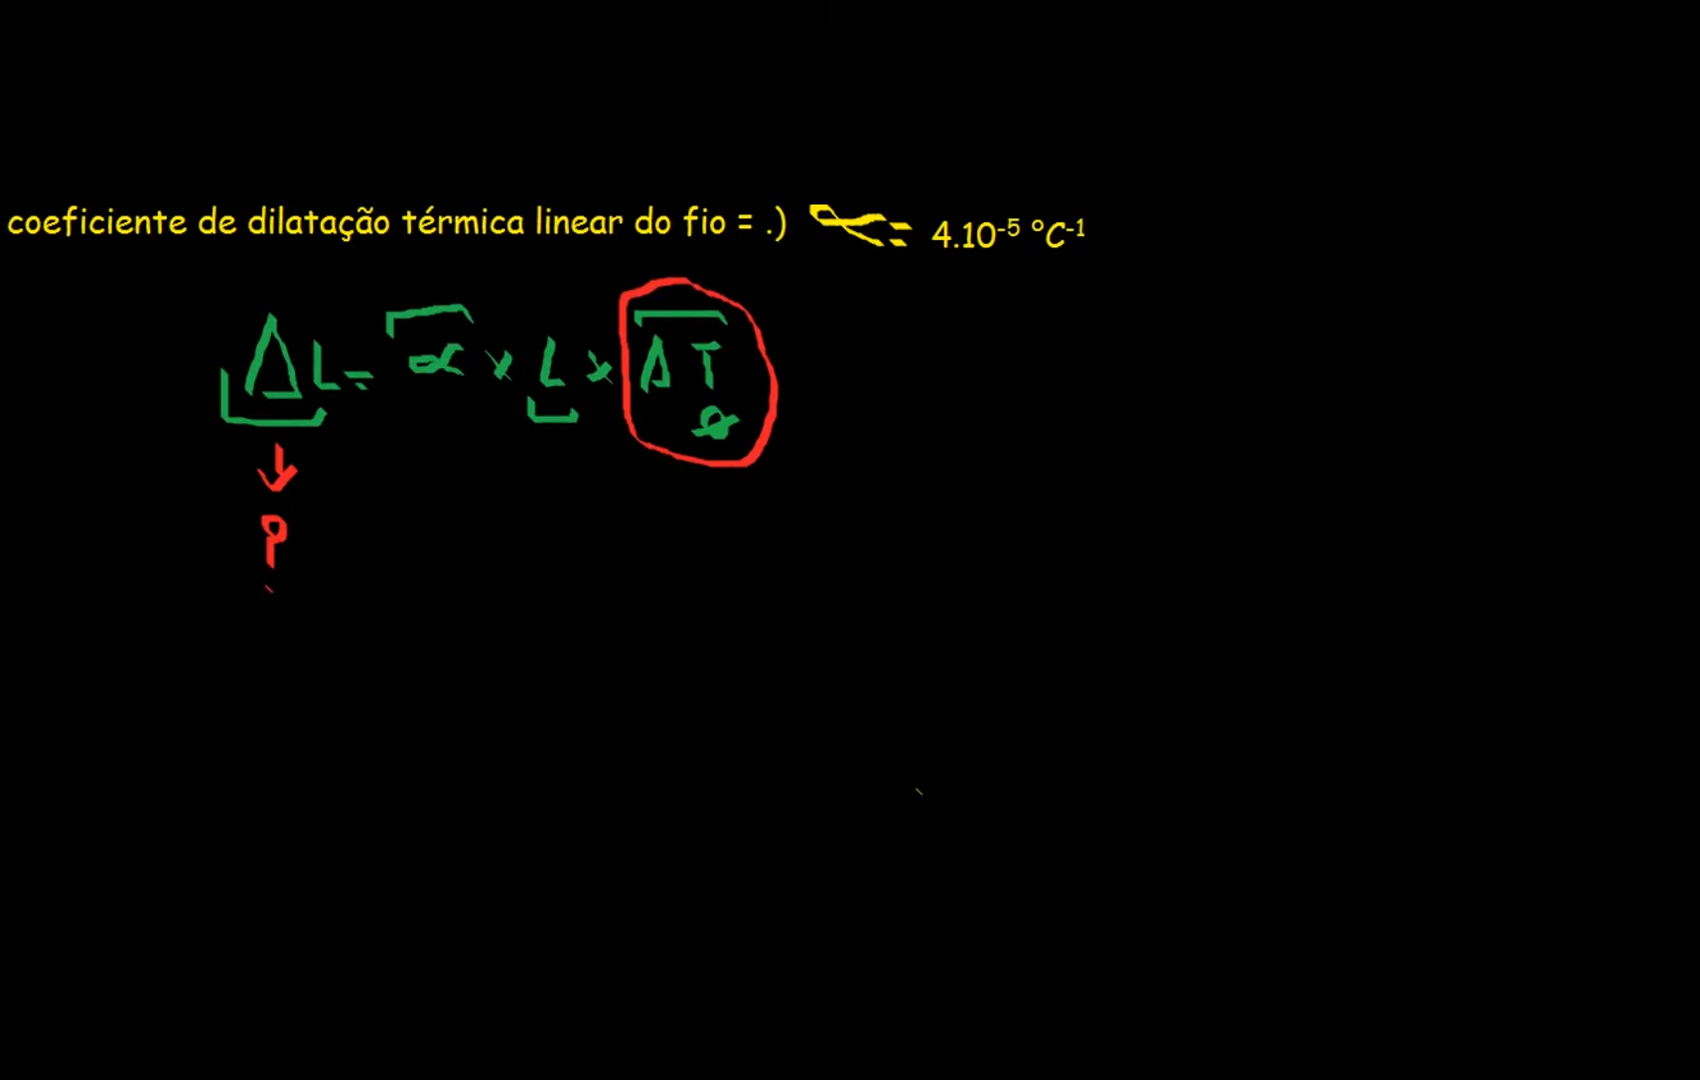 coeficiente de dilatação térmica linear do fio = .) α = 4.10⁻⁵ °C⁻¹
ΔL = α × L × ΔT
?